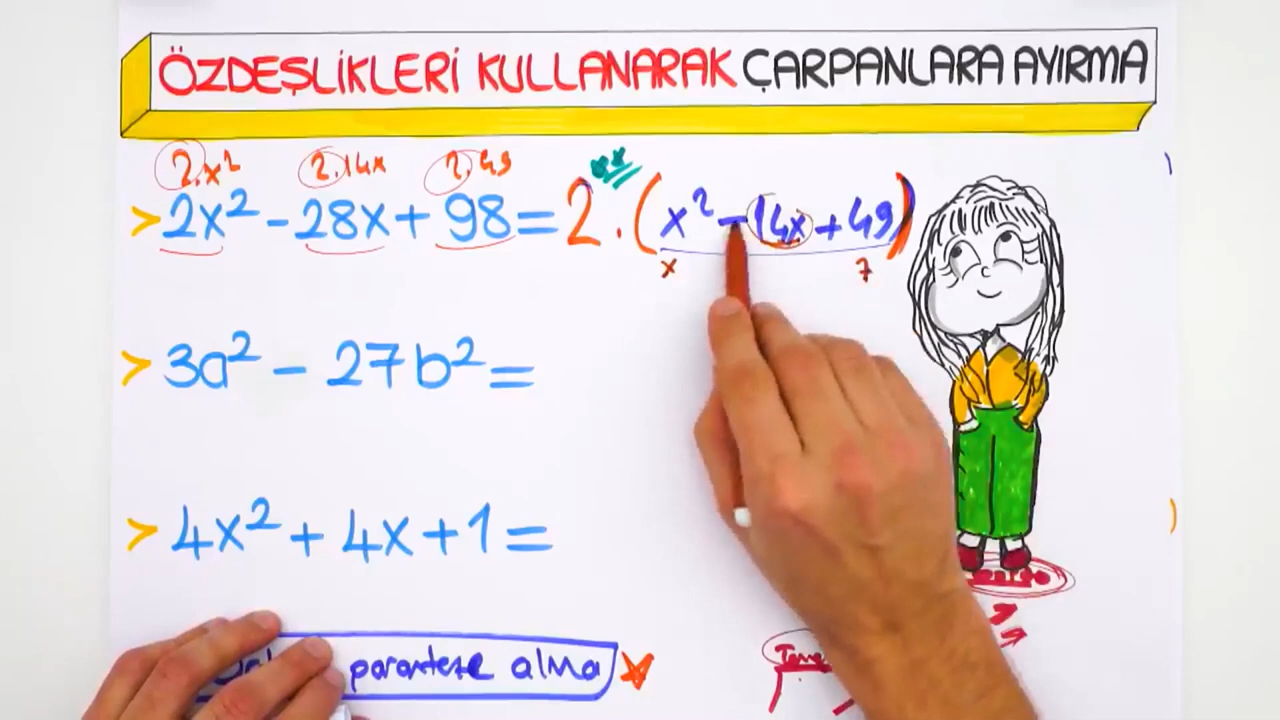 ÖZDEŞLİKLERİ KULLANARAK ÇARPANLARA AYIRMA
2.x² 2.14x 2.49
> 2x² - 28x + 98 = 2.(x² - 14x + 49)
x 7
> 3a² - 27b² =
> 4x² + 4x + 1 =
paranteze alma